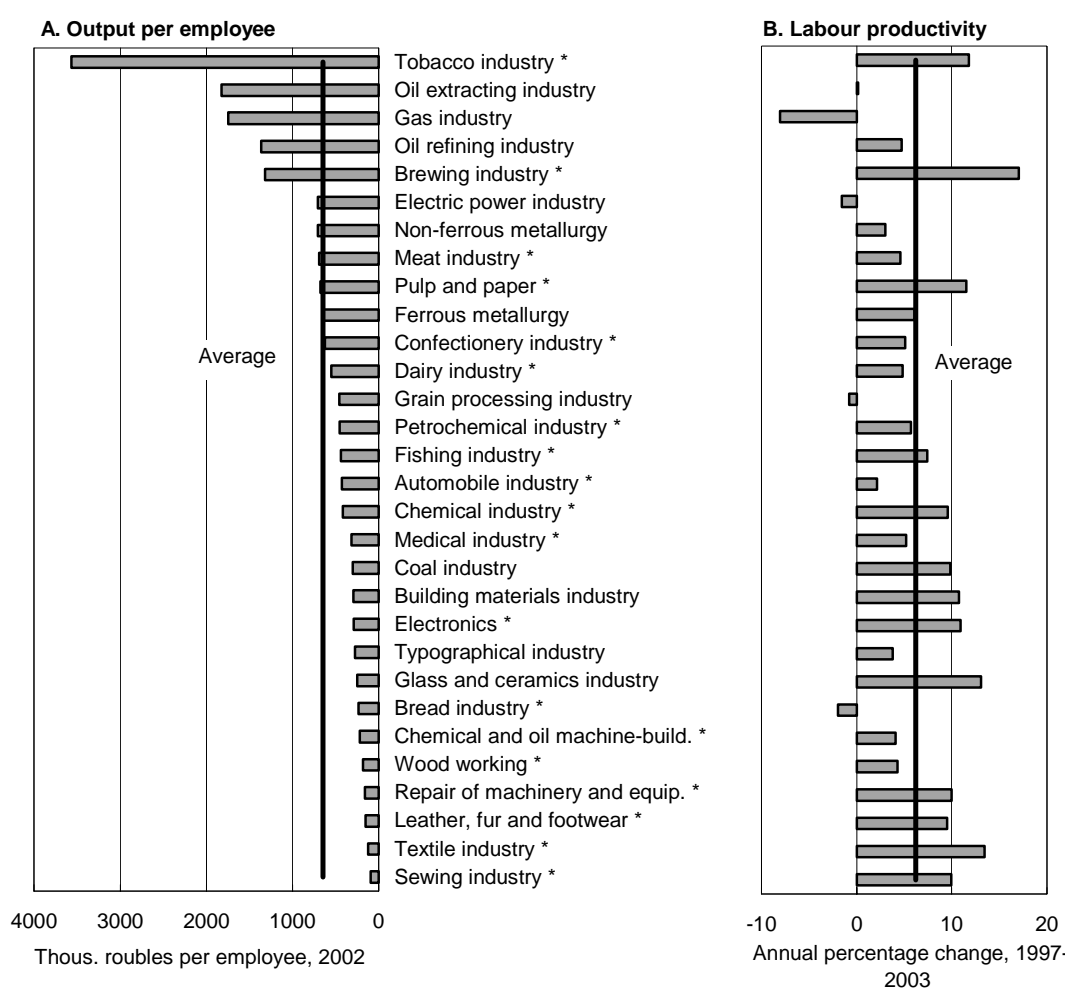 A. Output per employee
B. Labour productivity
Tobacco industry *
Oil extracting industry
Gas industry
Oil refining industry
Brewing industry *
Electric power industry
Non-ferrous metallurgy
Meat industry *
Pulp and paper *
Ferrous metallurgy
Confectionery industry *
Average
Average
Dairy industry *
Grain processing industry
Petrochemical industry *
Fishing industry *
Automobile industry *
Chemical industry *
Medical industry *
Coal industry
Building materials industry
Electronics *
Typographical industry
Glass and ceramics industry
Bread industry *
Chemical and oil machine-build. *
Wood working *
Repair of machinery and equip. *
Leather, fur and footwear *
Textile industry *
Sewing industry *
4000 3000 2000 1000 0
-10 0 10 20
Thous. roubles per employee, 2002
Annual percentage change, 1997-
2003